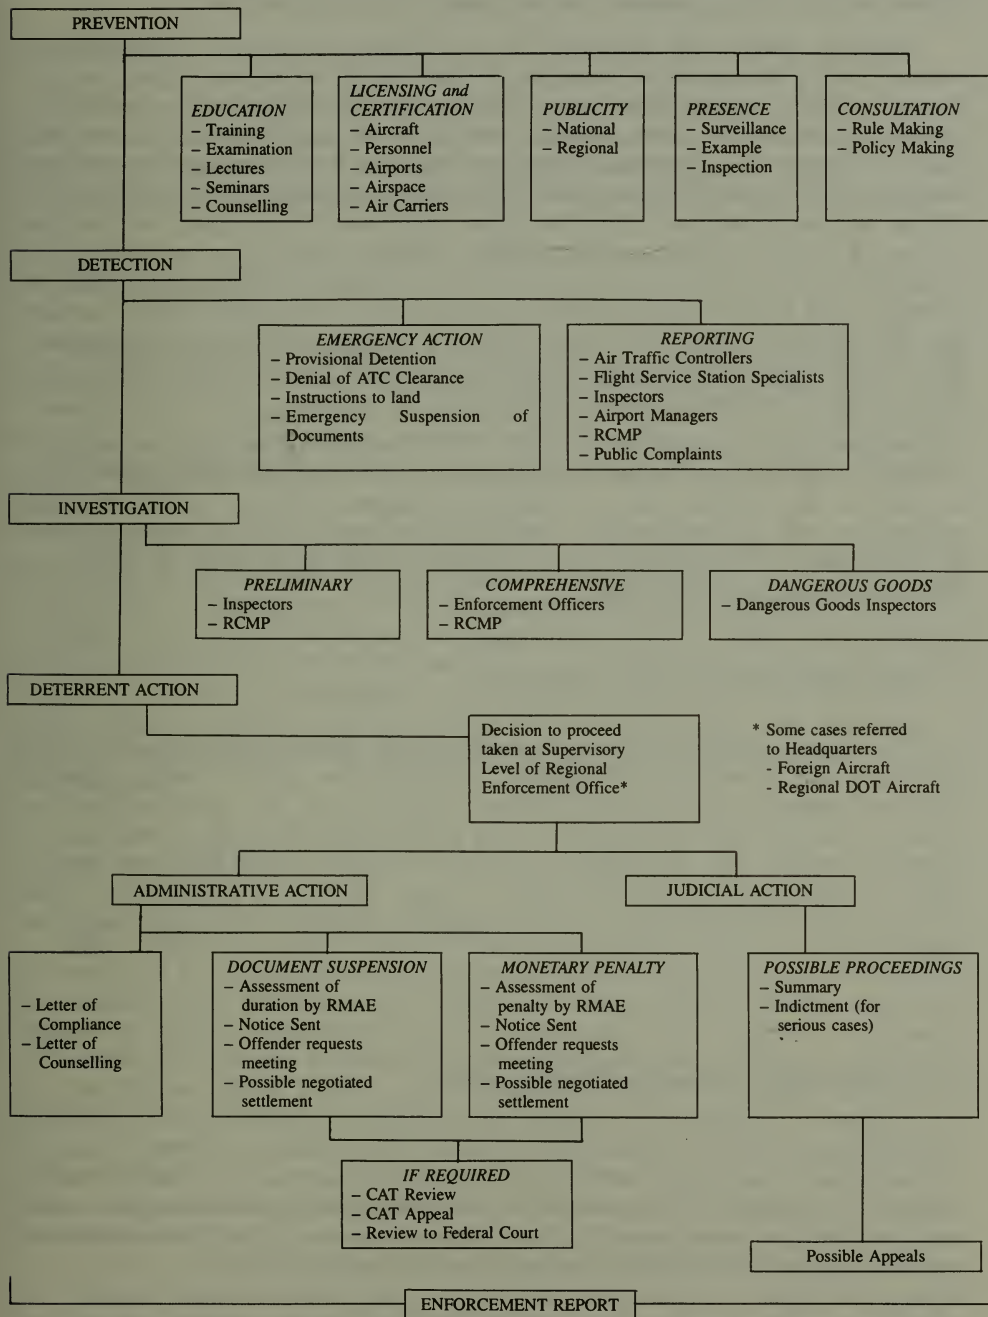 PREVENTION
EDUCATION
– Training
– Examination
– Lectures
– Seminars
– Counselling
LICENSING and
CERTIFICATION
– Aircraft
– Personnel
– Airports
– Airspace
– Air Carriers
PUBLICITY
– National
– Regional
PRESENCE
– Surveillance
– Example
– Inspection
CONSULTATION
– Rule Making
– Policy Making
DETECTION
EMERGENCY ACTION
– Provisional Detention
– Denial of ATC Clearance
– Instructions to land
– Emergency Suspension of
Documents
REPORTING
– Air Traffic Controllers
– Flight Service Station Specialists
– Inspectors
– Airport Managers
– RCMP
– Public Complaints
INVESTIGATION
PRELIMINARY
– Inspectors
– RCMP
COMPREHENSIVE
– Enforcement Officers
– RCMP
DANGEROUS GOODS
– Dangerous Goods Inspectors
DETERRENT ACTION
Decision to proceed
taken at Supervisory
Level of Regional
Enforcement Office*
* Some cases referred
to Headquarters
- Foreign Aircraft
- Regional DOT Aircraft
ADMINISTRATIVE ACTION
JUDICIAL ACTION
– Letter of
Compliance
– Letter of
Counselling
DOCUMENT SUSPENSION
– Assessment of
duration by RMAE
– Notice Sent
– Offender requests
meeting
– Possible negotiated
settlement
MONETARY PENALTY
– Assessment of
penalty by RMAE
– Notice Sent
– Offender requests
meeting
– Possible negotiated
settlement
POSSIBLE PROCEEDINGS
– Summary
– Indictment (for
serious cases)
IF REQUIRED
– CAT Review
– CAT Appeal
– Review to Federal Court
Possible Appeals
ENFORCEMENT REPORT